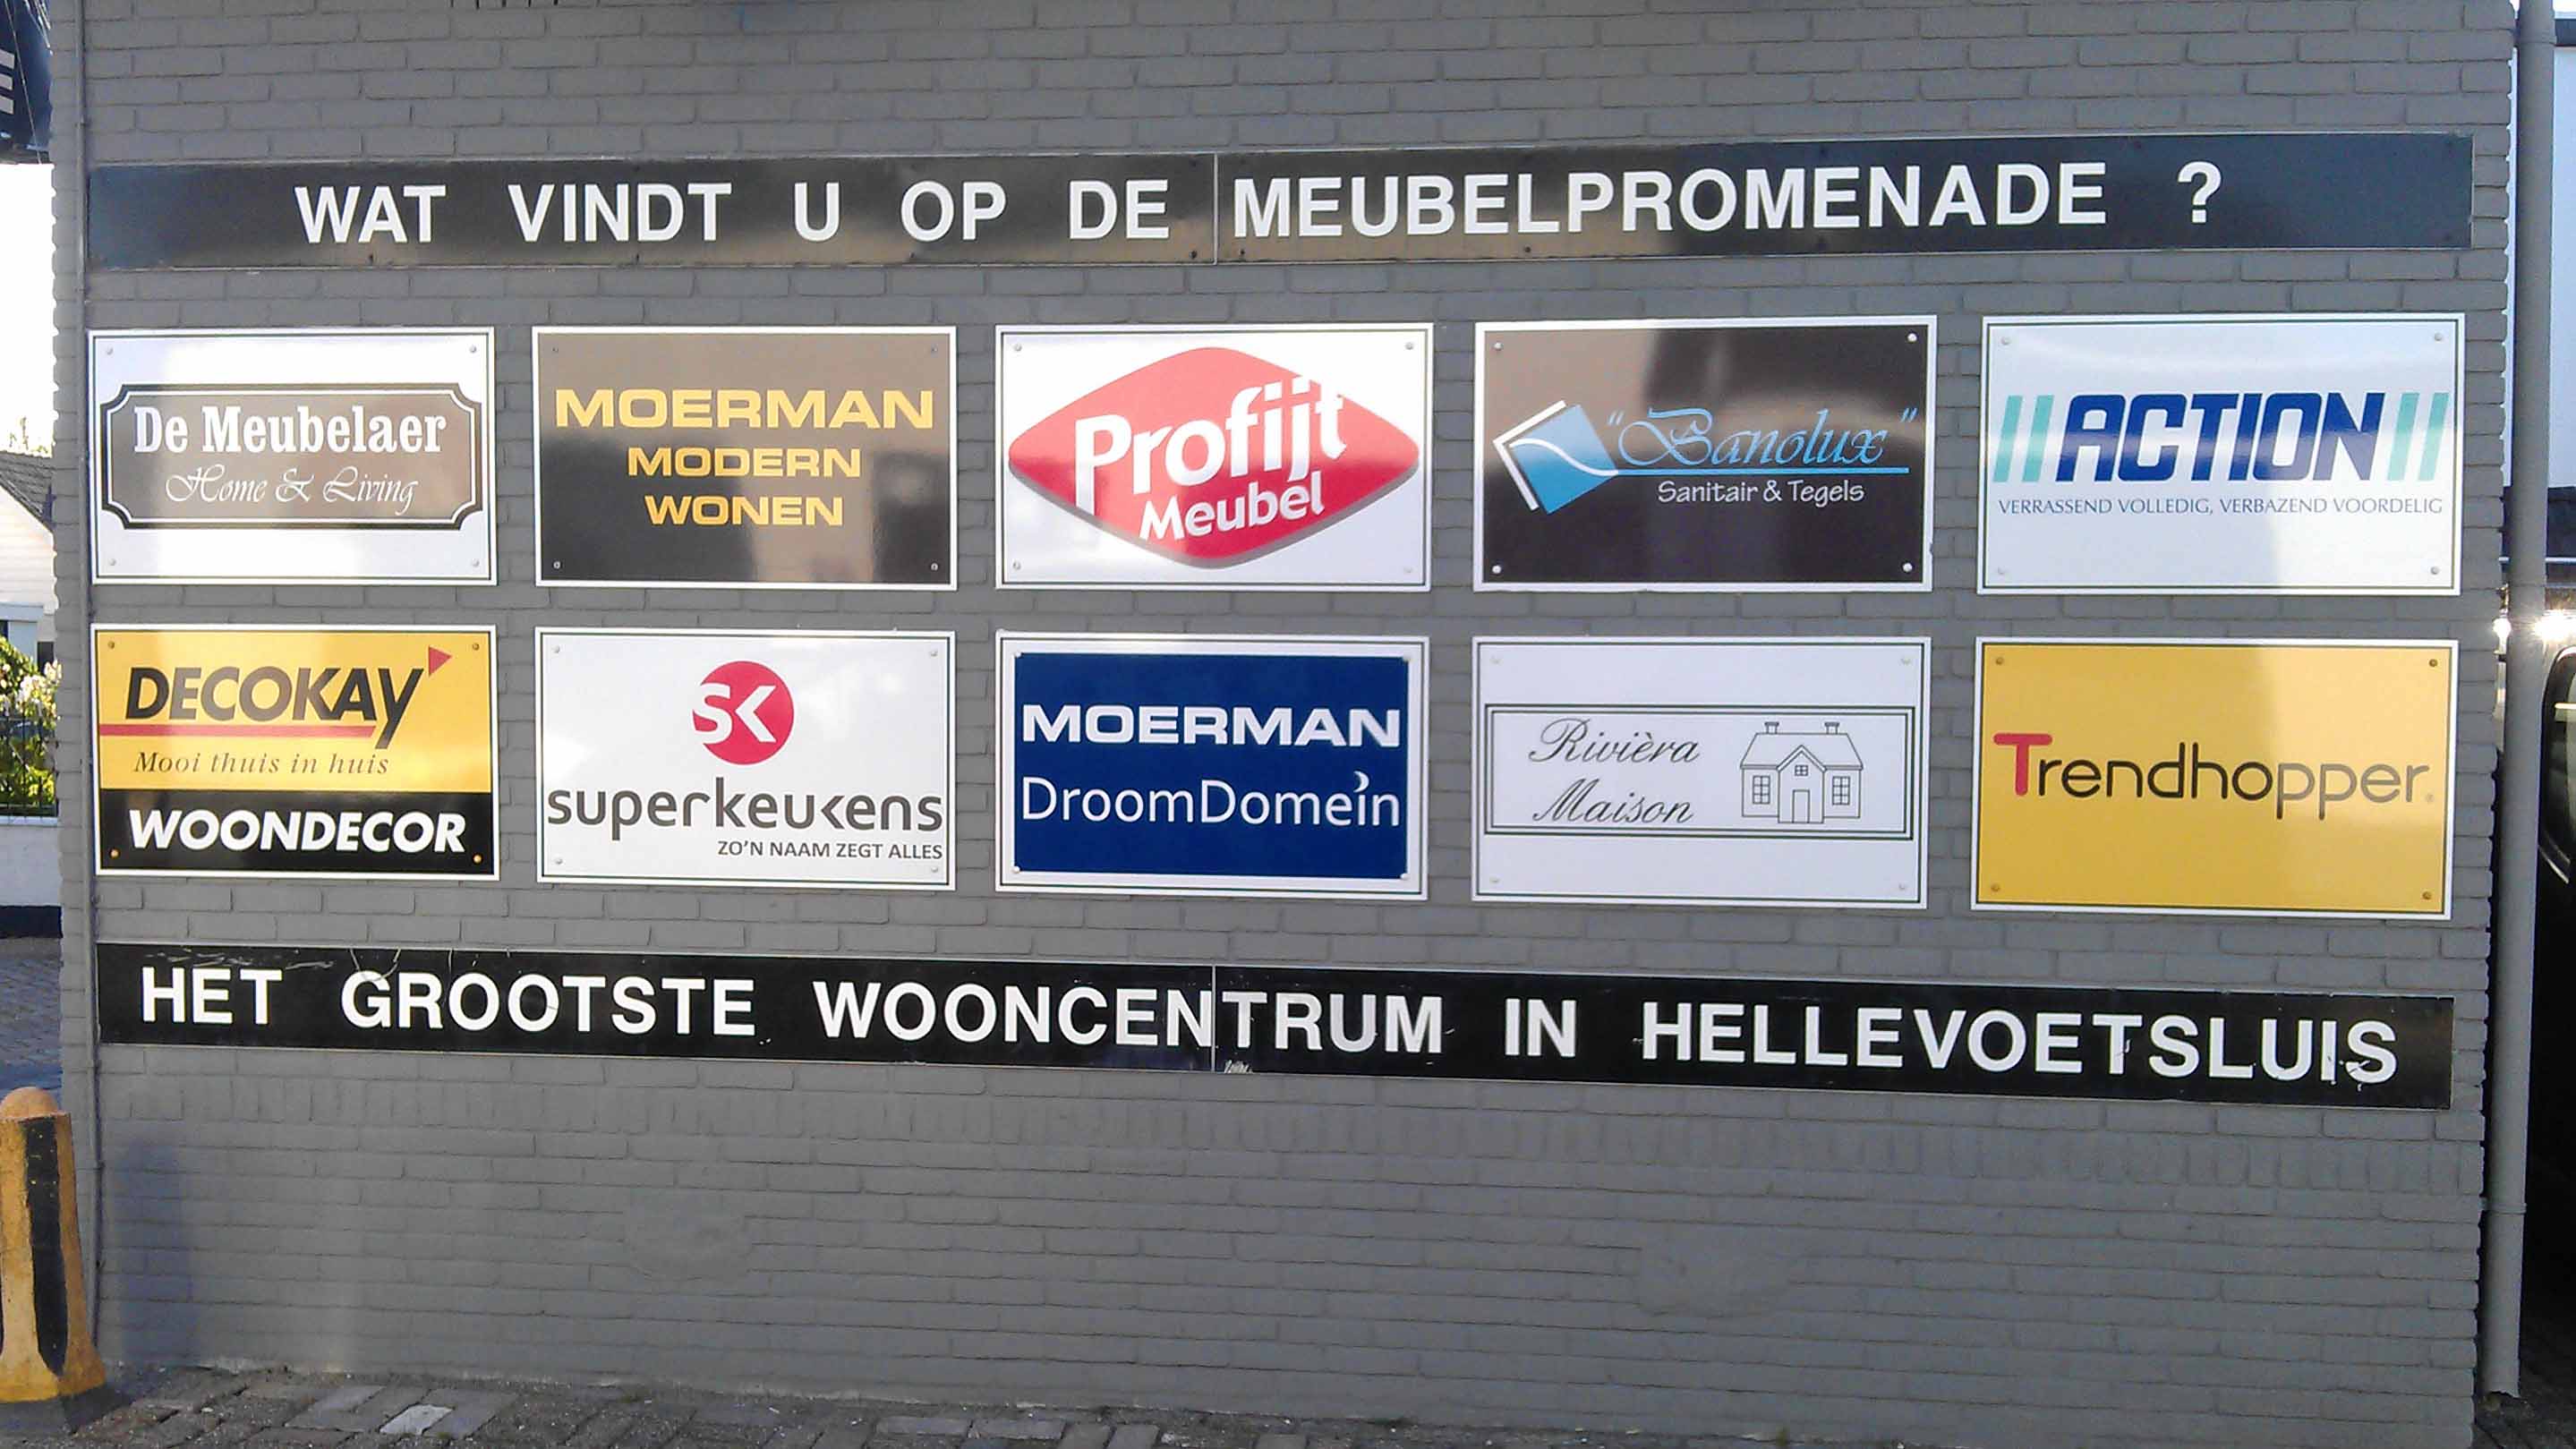 WAT VINDT U OP DE MEUBELPROMENADE ?
De Meubelaer
Home & Living
MOERMAN
MODERN
WONEN
Profijt
Meubel
"Banolux"
Sanitair & Tegels
ACTION
VERRASSEND VOLLEDIG, VERBAZEND VOORDELIG
DECOKAY
Mooi thuis in huis
WOONDECOR
SK
superkeukens
ZO'N NAAM ZEGT ALLES
MOERMAN
DroomDomein
Rivièra
Maison
Trendhopper
HET GROOTSTE WOONCENTRUM IN HELLEVOETSLUIS